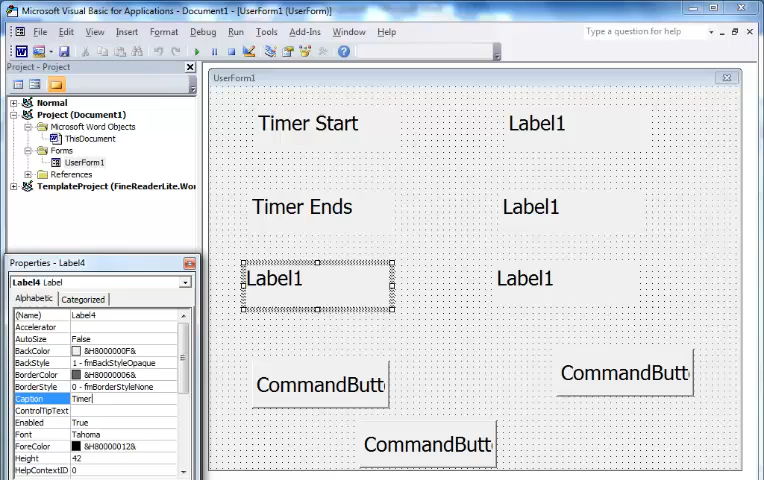 Microsoft Visual Basic for Applications - Document1 - [UserForm1 (UserForm)]
File Edit View Insert Format Debug Run Tools Add-Ins Window Help
Type a question for help
Project - Project
Normal
Project (Document1)
Microsoft Word Objects
ThisDocument
Forms
UserForm1
References
TemplateProject (FineReaderLite.Wor
UserForm1
Timer Start
Label1
Timer Ends
Label1
Label1
Label1
CommandButt
CommandButt
CommandButt
Properties - Label4
Label4 Label
Alphabetic Categorized
(Name) Label4
Accelerator
AutoSize False
BackColor &H8000000F&
BackStyle 1 - fmBackStyleOpaque
BorderColor &H80000006&
BorderStyle 0 - fmBorderStyleNone
Caption Timer
ControlTipText
Enabled True
Font Tahoma
ForeColor &H80000012&
Height 42
HelpContextID 0